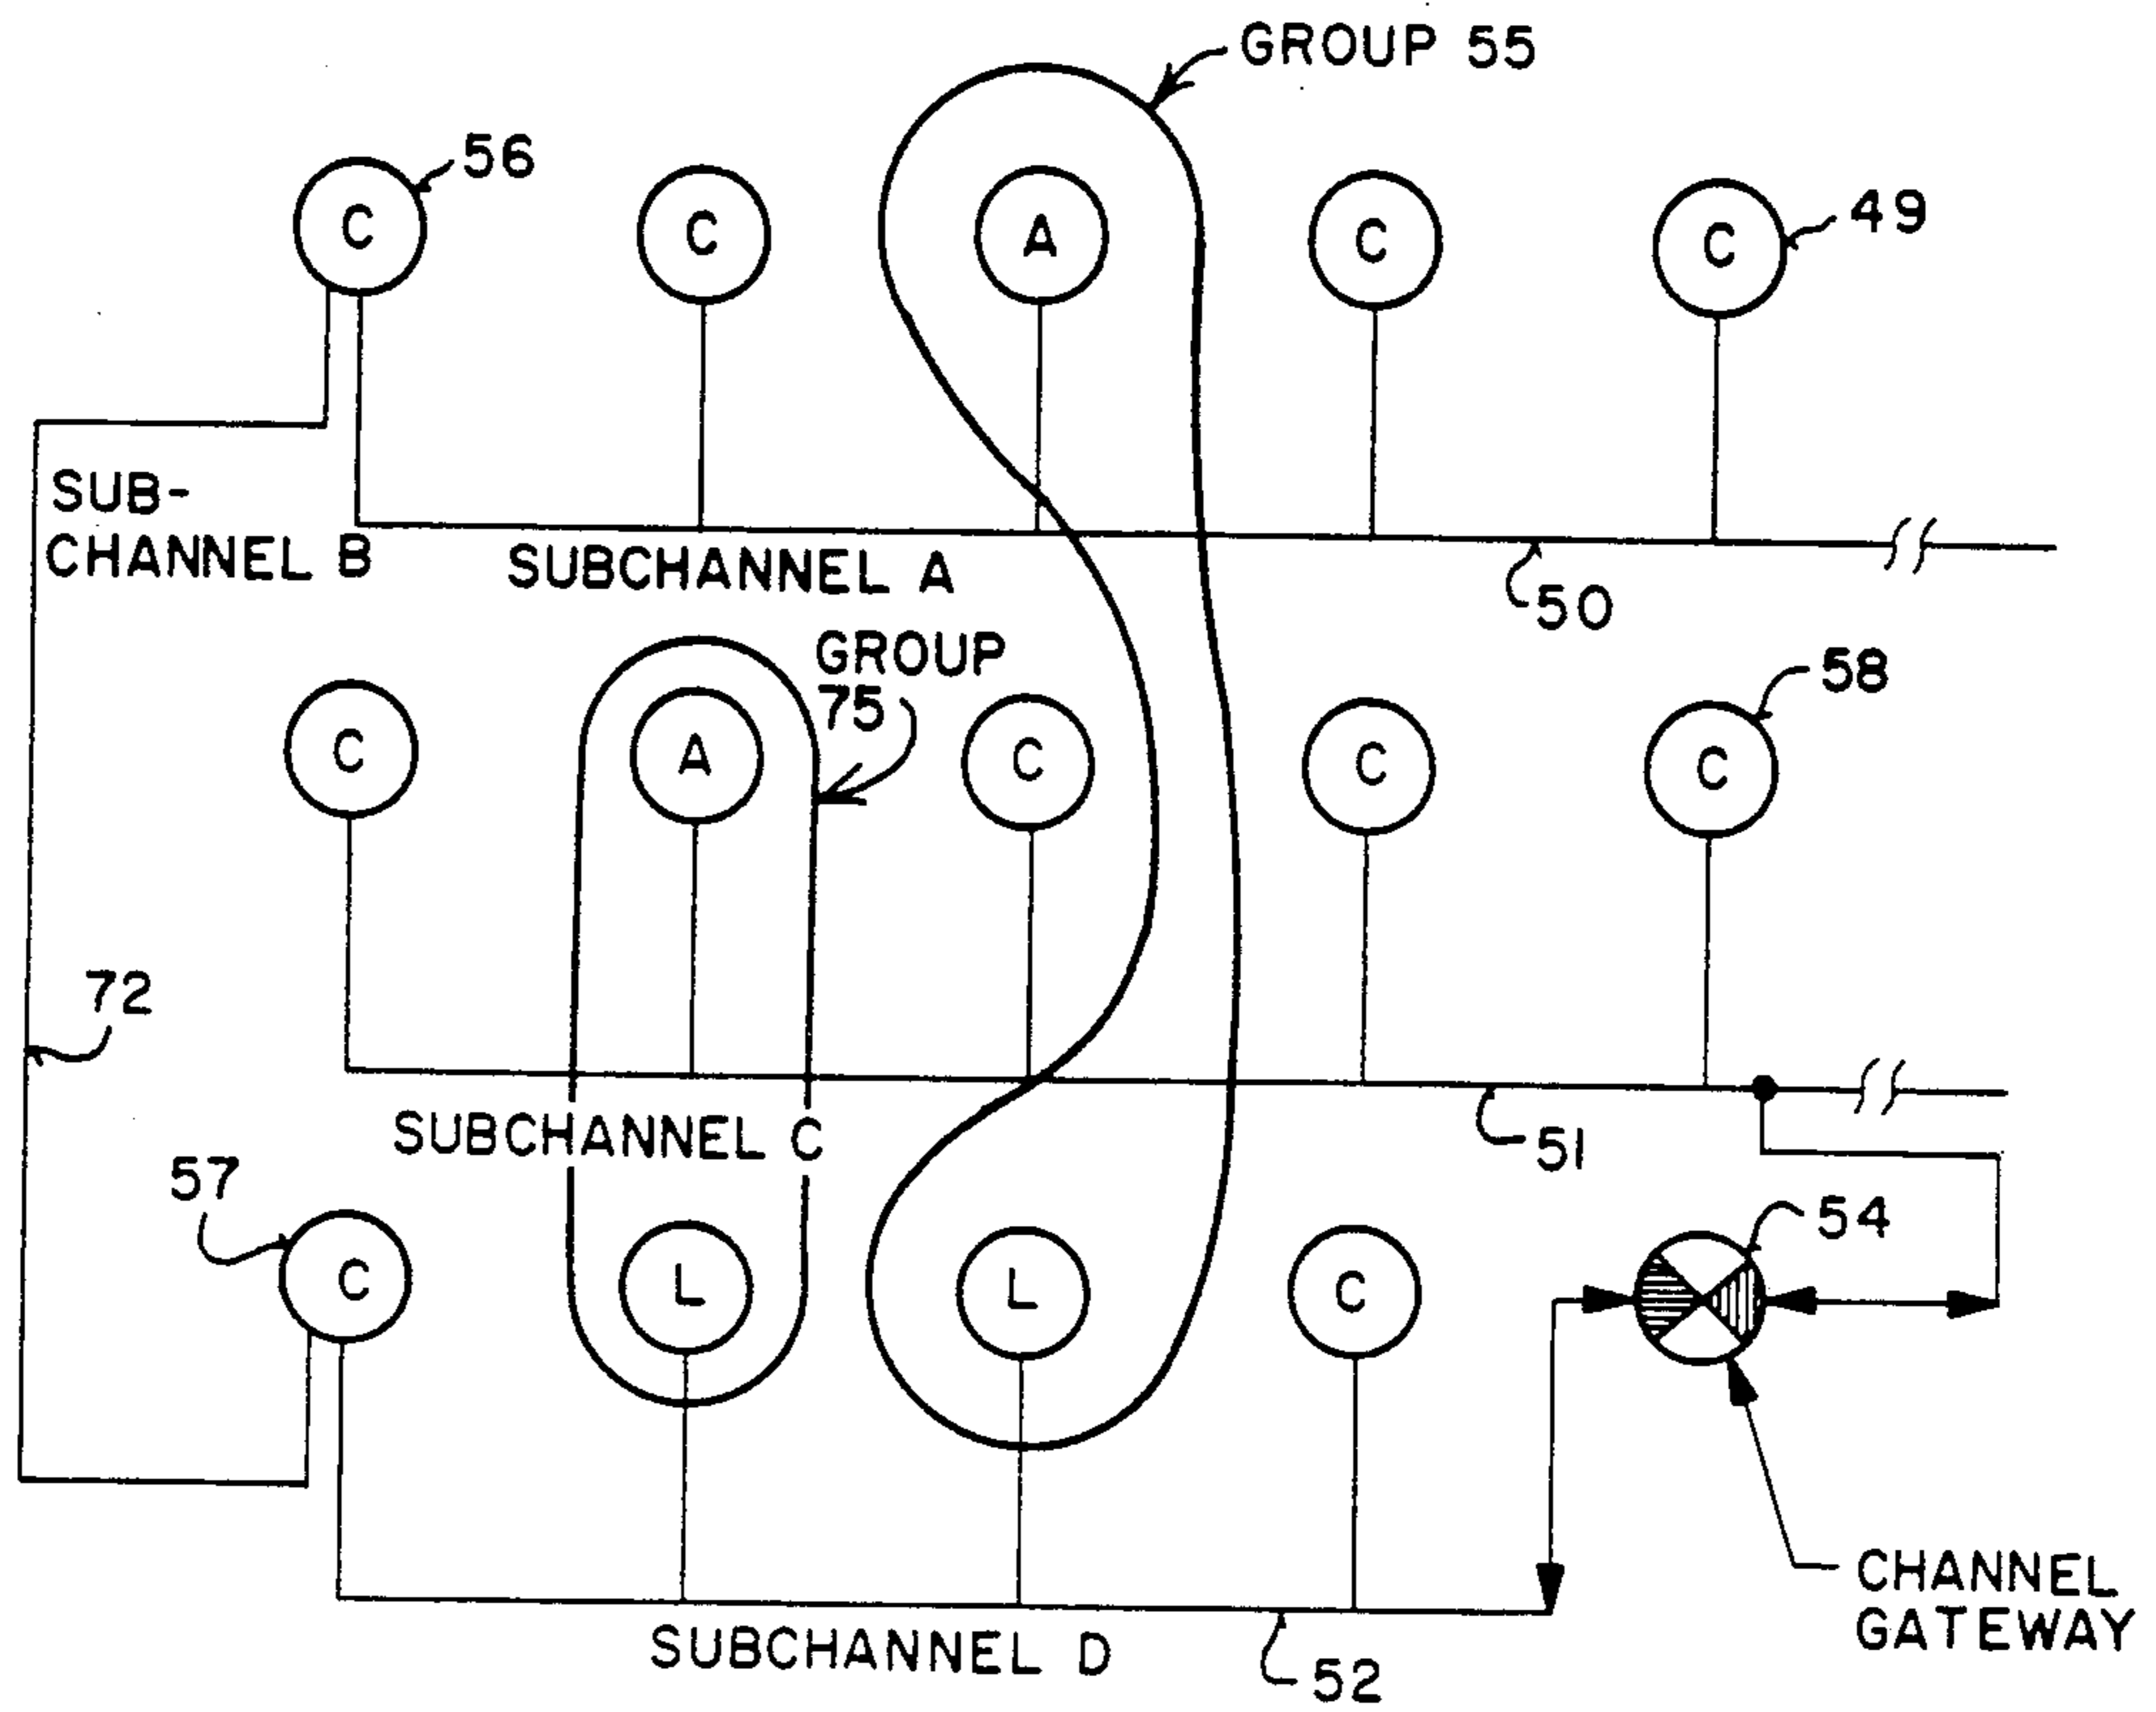 GROUP 55
56
C
C
A
C
C
49
SUB-
CHANNEL B
SUBCHANNEL A
50
GROUP
75
58
C
A
C
C
C
72
SUBCHANNEL C
51
57
54
C
L
L
C
CHANNEL
GATEWAY
SUBCHANNEL D
52